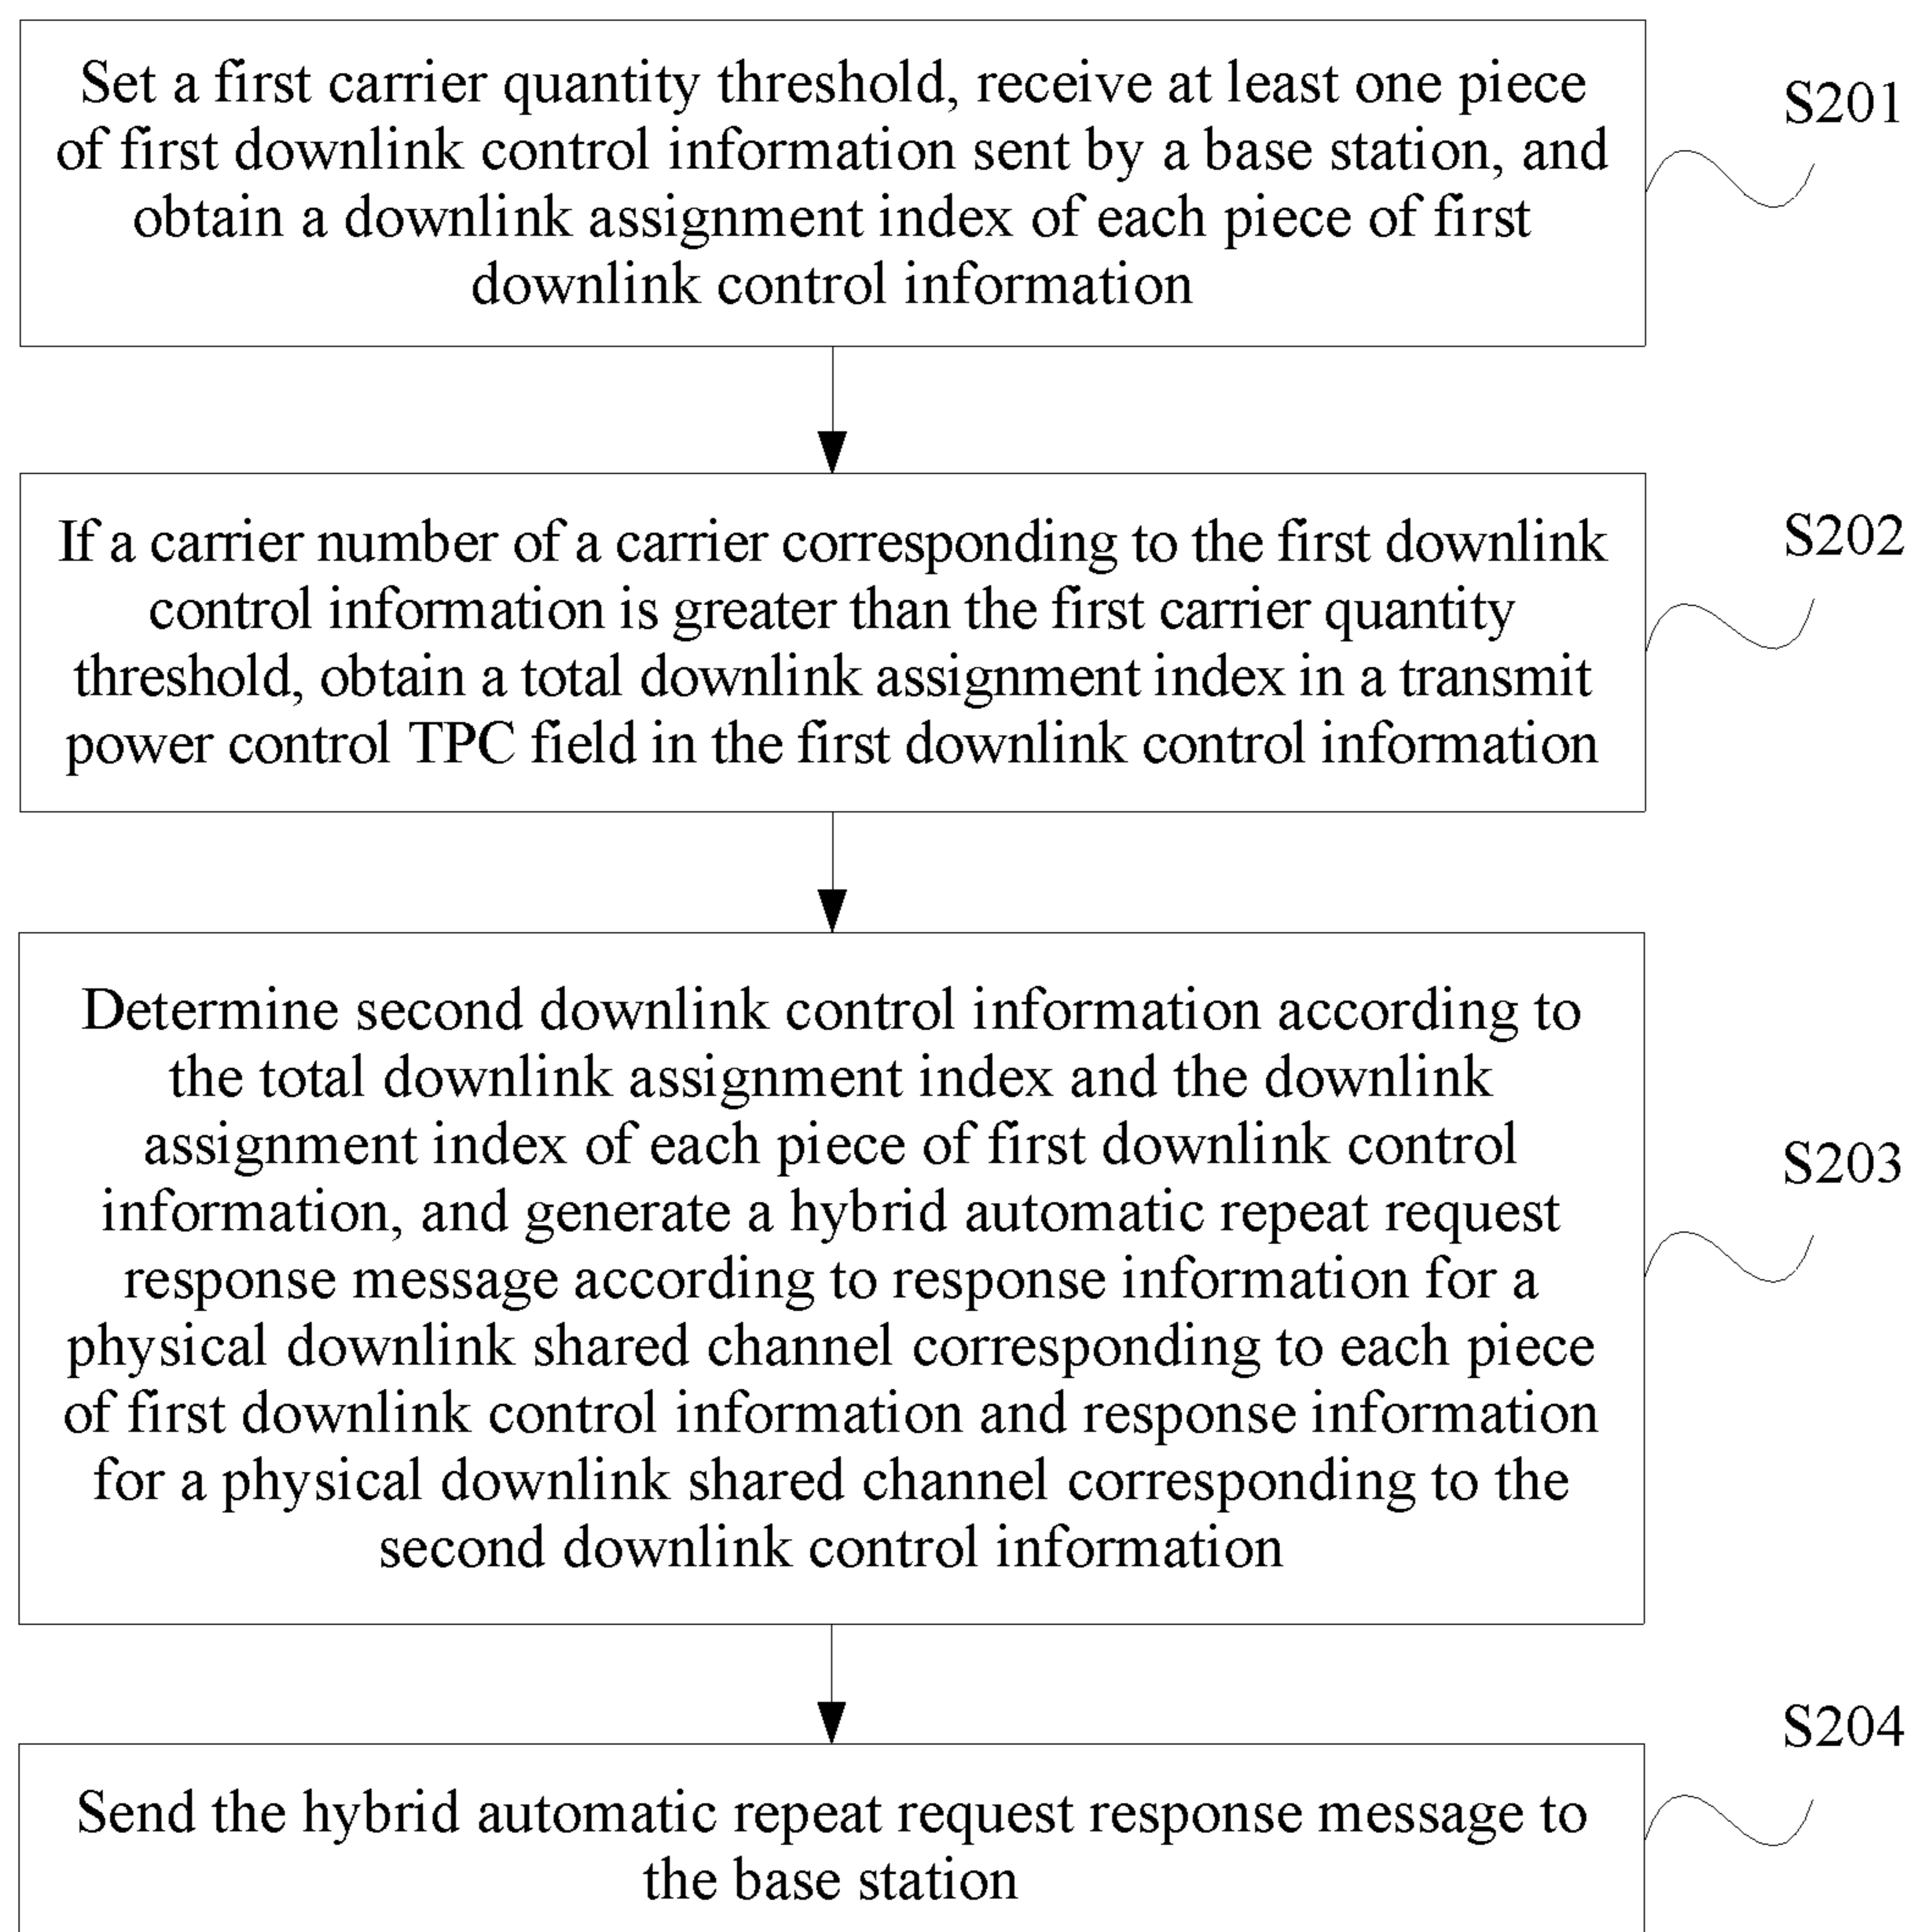 Set a first carrier quantity threshold, receive at least one piece
of first downlink control information sent by a base station, and
obtain a downlink assignment index of each piece of first
downlink control information
S201
If a carrier number of a carrier corresponding to the first downlink
control information is greater than the first carrier quantity
threshold, obtain a total downlink assignment index in a transmit
power control TPC field in the first downlink control information
S202
Determine second downlink control information according to
the total downlink assignment index and the downlink
assignment index of each piece of first downlink control
information, and generate a hybrid automatic repeat request
response message according to response information for a
physical downlink shared channel corresponding to each piece
of first downlink control information and response information
for a physical downlink shared channel corresponding to the
second downlink control information
S203
Send the hybrid automatic repeat request response message to
the base station
S204